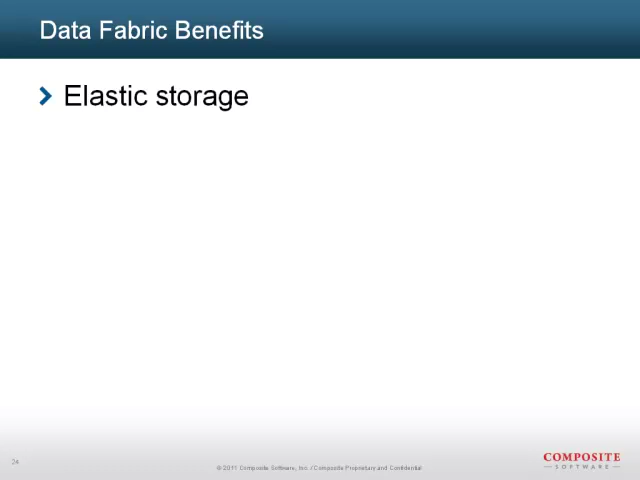 Data Fabric Benefits
Elastic storage
24
© 2011 Composite Software, Inc. / Composite Proprietary and Confidential
COMPOSITE
SOFTWARE